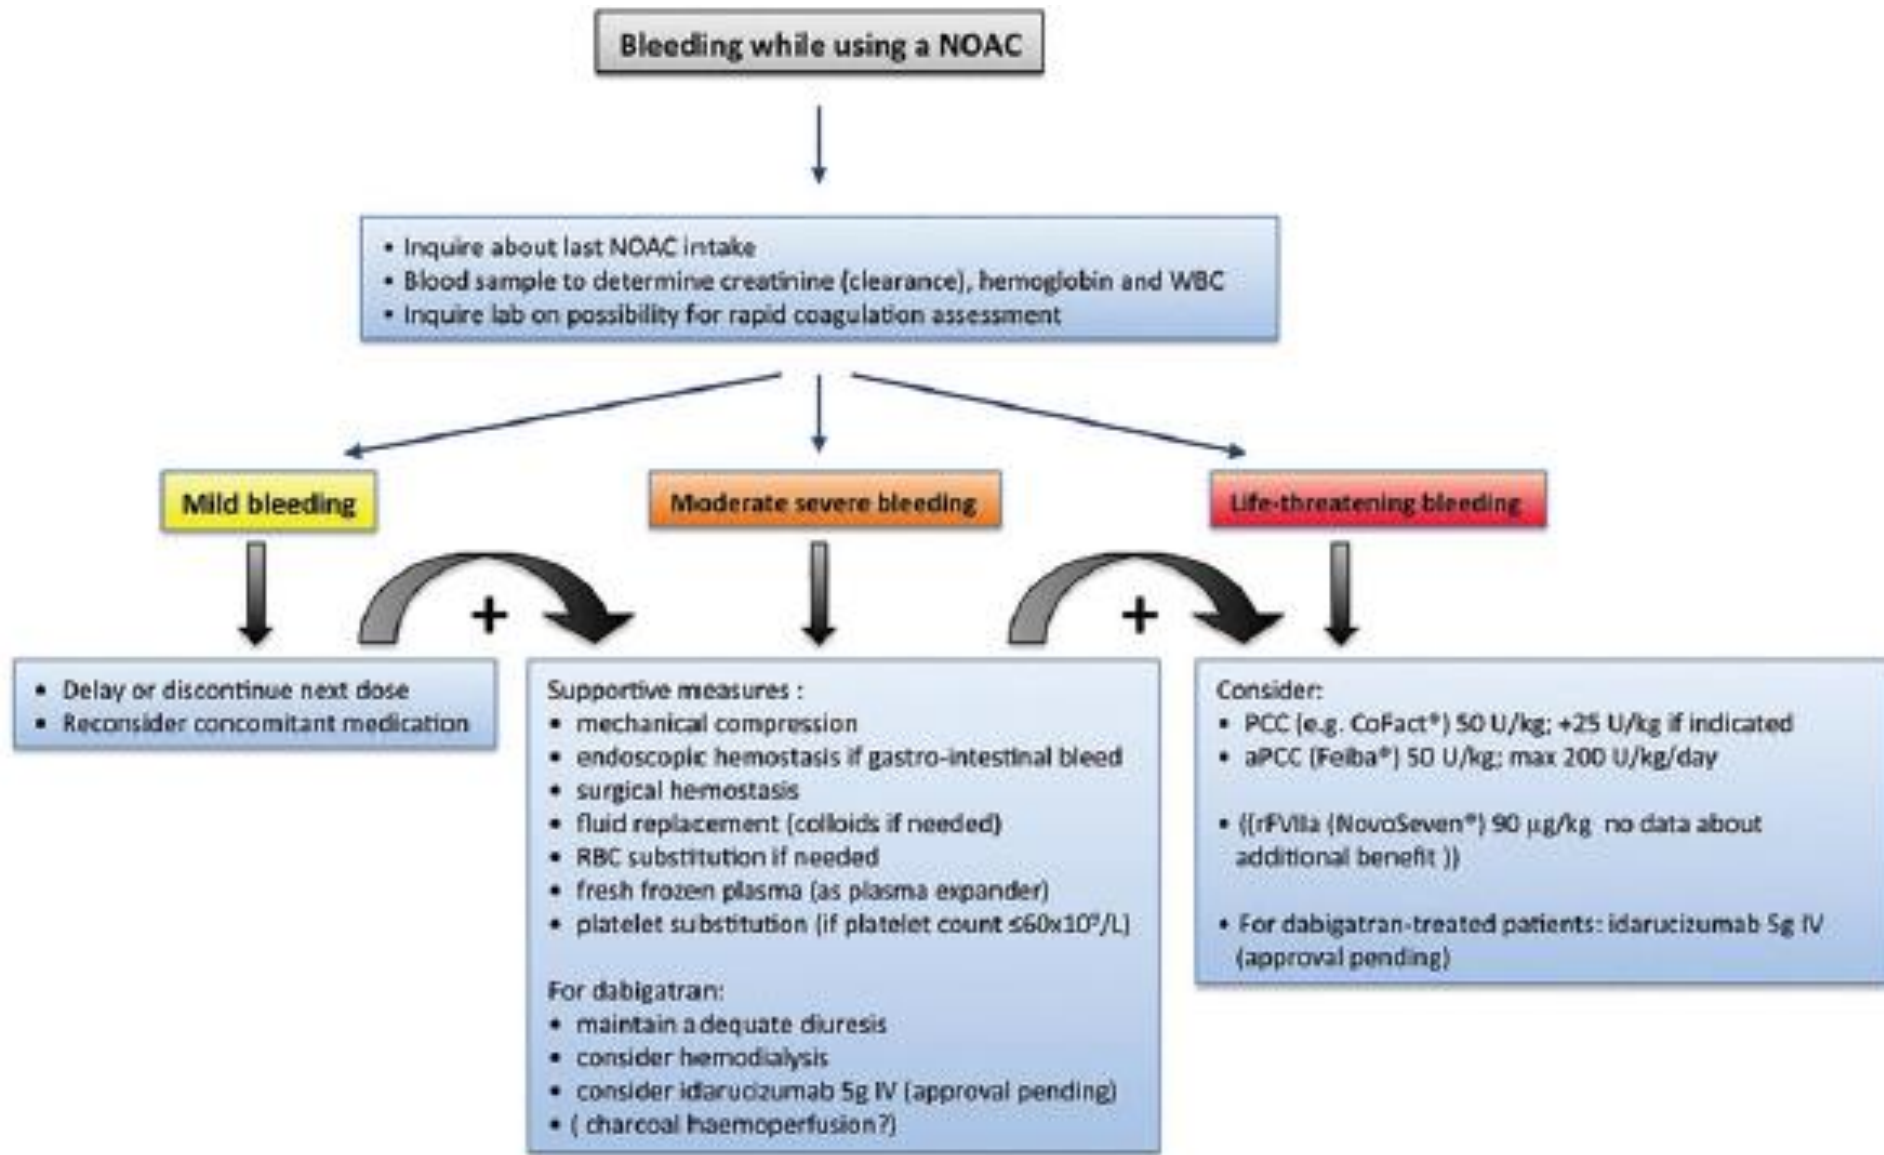 Bleeding while using a NOAC
• Inquire about last NOAC intake
• Blood sample to determine creatinine (clearance), hemoglobin and WBC
• Inquire lab on possibility for rapid coagulation assessment
Mild bleeding
Moderate severe bleeding
Life-threatening bleeding
+
+
• Delay or discontinue next dose
• Reconsider concomitant medication
Supportive measures :
• mechanical compression
• endoscopic hemostasis if gastro-intestinal bleed
• surgical hemostasis
• fluid replacement (colloids if needed)
• RBC substitution if needed
• fresh frozen plasma (as plasma expander)
• platelet substitution (if platelet count ≤60x10⁹/L)
For dabigatran:
• maintain adequate diuresis
• consider hemodialysis
• consider idarucizumab 5g IV (approval pending)
• ( charcoal haemoperfusion?)
Consider:
• PCC (e.g. CoFact®) 50 U/kg; +25 U/kg if indicated
• aPCC (Feiba®) 50 U/kg; max 200 U/kg/day
• ((rFVIIa (NovoSeven®) 90 µg/kg no data about
additional benefit ))
• For dabigatran-treated patients: idarucizumab 5g IV
(approval pending)